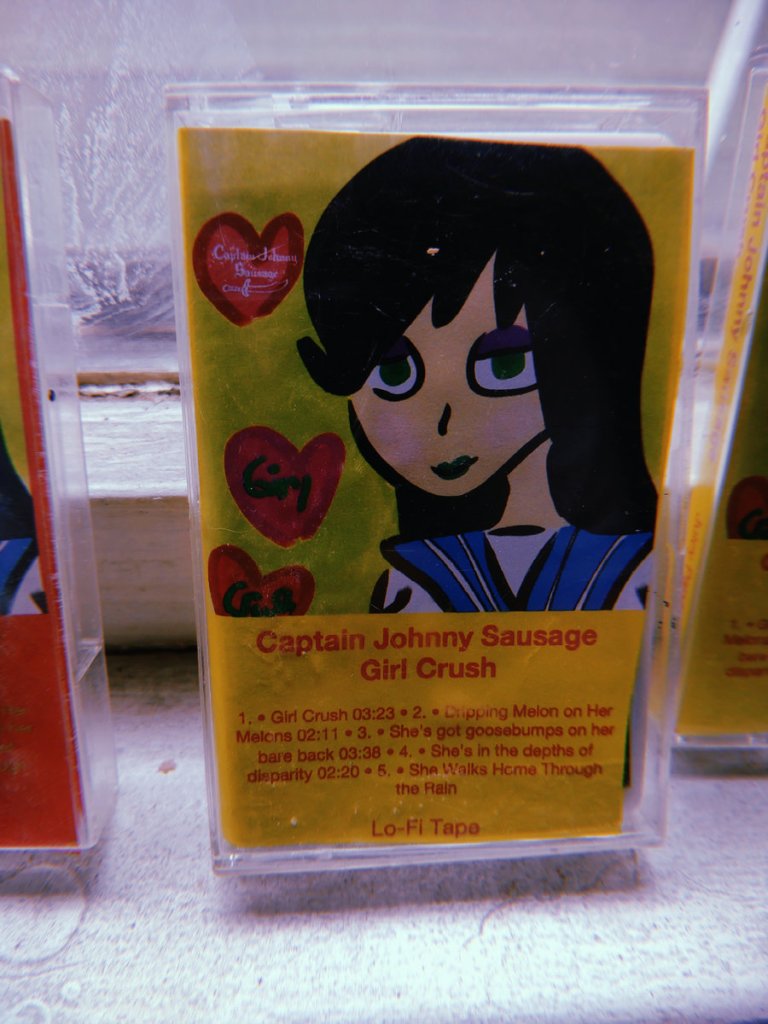 Captain Johnny
Sausage
Captain Johnny Sausage
Girl Crush
1. • Girl Crush 03:23 • 2. • Dripping Melon on Her
Melons 02:11 • 3. • She's got goosebumps on her
bare back 03:38 • 4. • She's in the depths of
disparity 02:20 • 5. • She Walks Home Through
the Rain
Lo-Fi Tape